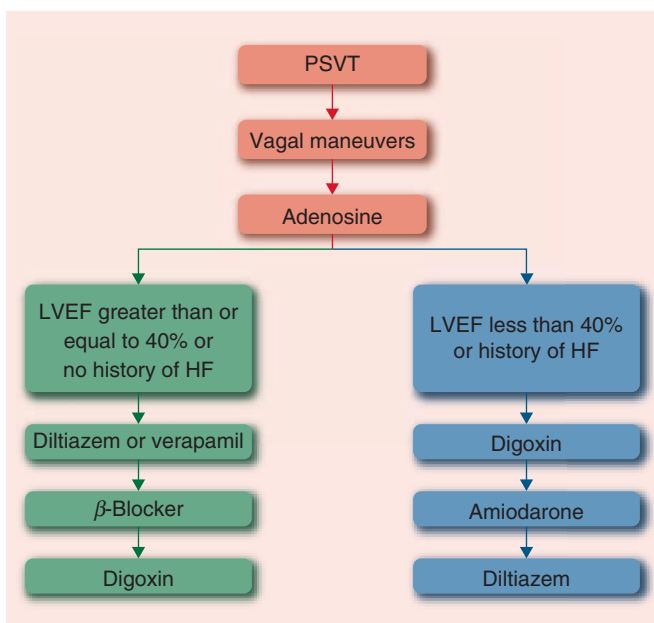 PSVT
Vagal maneuvers
Adenosine
LVEF greater than or
equal to 40% or
no history of HF
Diltiazem or verapamil
β-Blocker
Digoxin
LVEF less than 40%
or history of HF
Digoxin
Amiodarone
Diltiazem